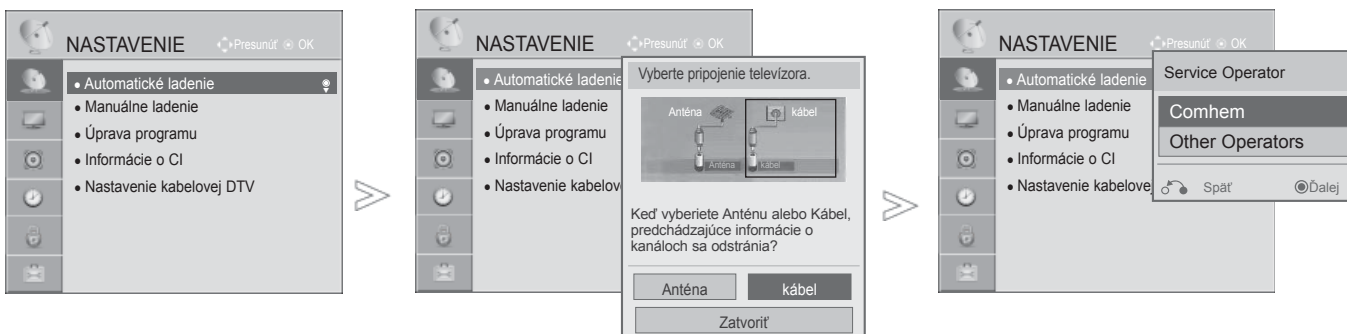 NASTAVENIE
Presunúť OK
• Automatické ladenie
• Manuálne ladenie
• Úprava programu
• Informácie o CI
• Nastavenie kabelovej DTV
NASTAVENIE
Presunúť OK
• Automatické ladenie
• Manuálne ladenie
• Úprava programu
• Informácie o CI
• Nastavenie kabelov
Vyberte pripojenie televízora.
Anténa
kábel
Anténa
kábel
Keď vyberiete Anténu alebo Kábel,
predchádzajúce informácie o
kanáloch sa odstránia?
Anténa
kábel
Zatvoriť
NASTAVENIE
Presunúť OK
• Automatické ladenie
• Manuálne ladenie
• Úprava programu
• Informácie o CI
• Nastavenie kabelovej
Service Operator
Comhem
Other Operators
Späť
Ďalej